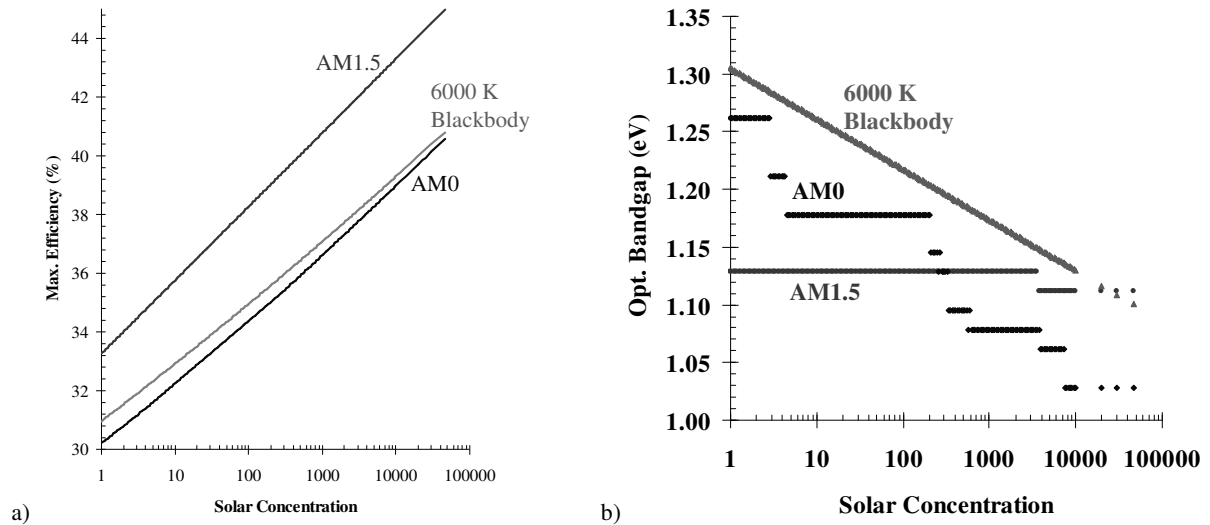 44
42
40
38
36
34
32
30
Max. Efficiency (%)
AM1.5
6000 K
Blackbody
AM0
1 10 100 1000 10000 100000
Solar Concentration
a)
1.35
1.30
1.25
1.20
1.15
1.10
1.05
1.00
Opt. Bandgap (eV)
6000 K
Blackbody
AM0
AM1.5
1 10 100 1000 10000 100000
Solar Concentration
b)